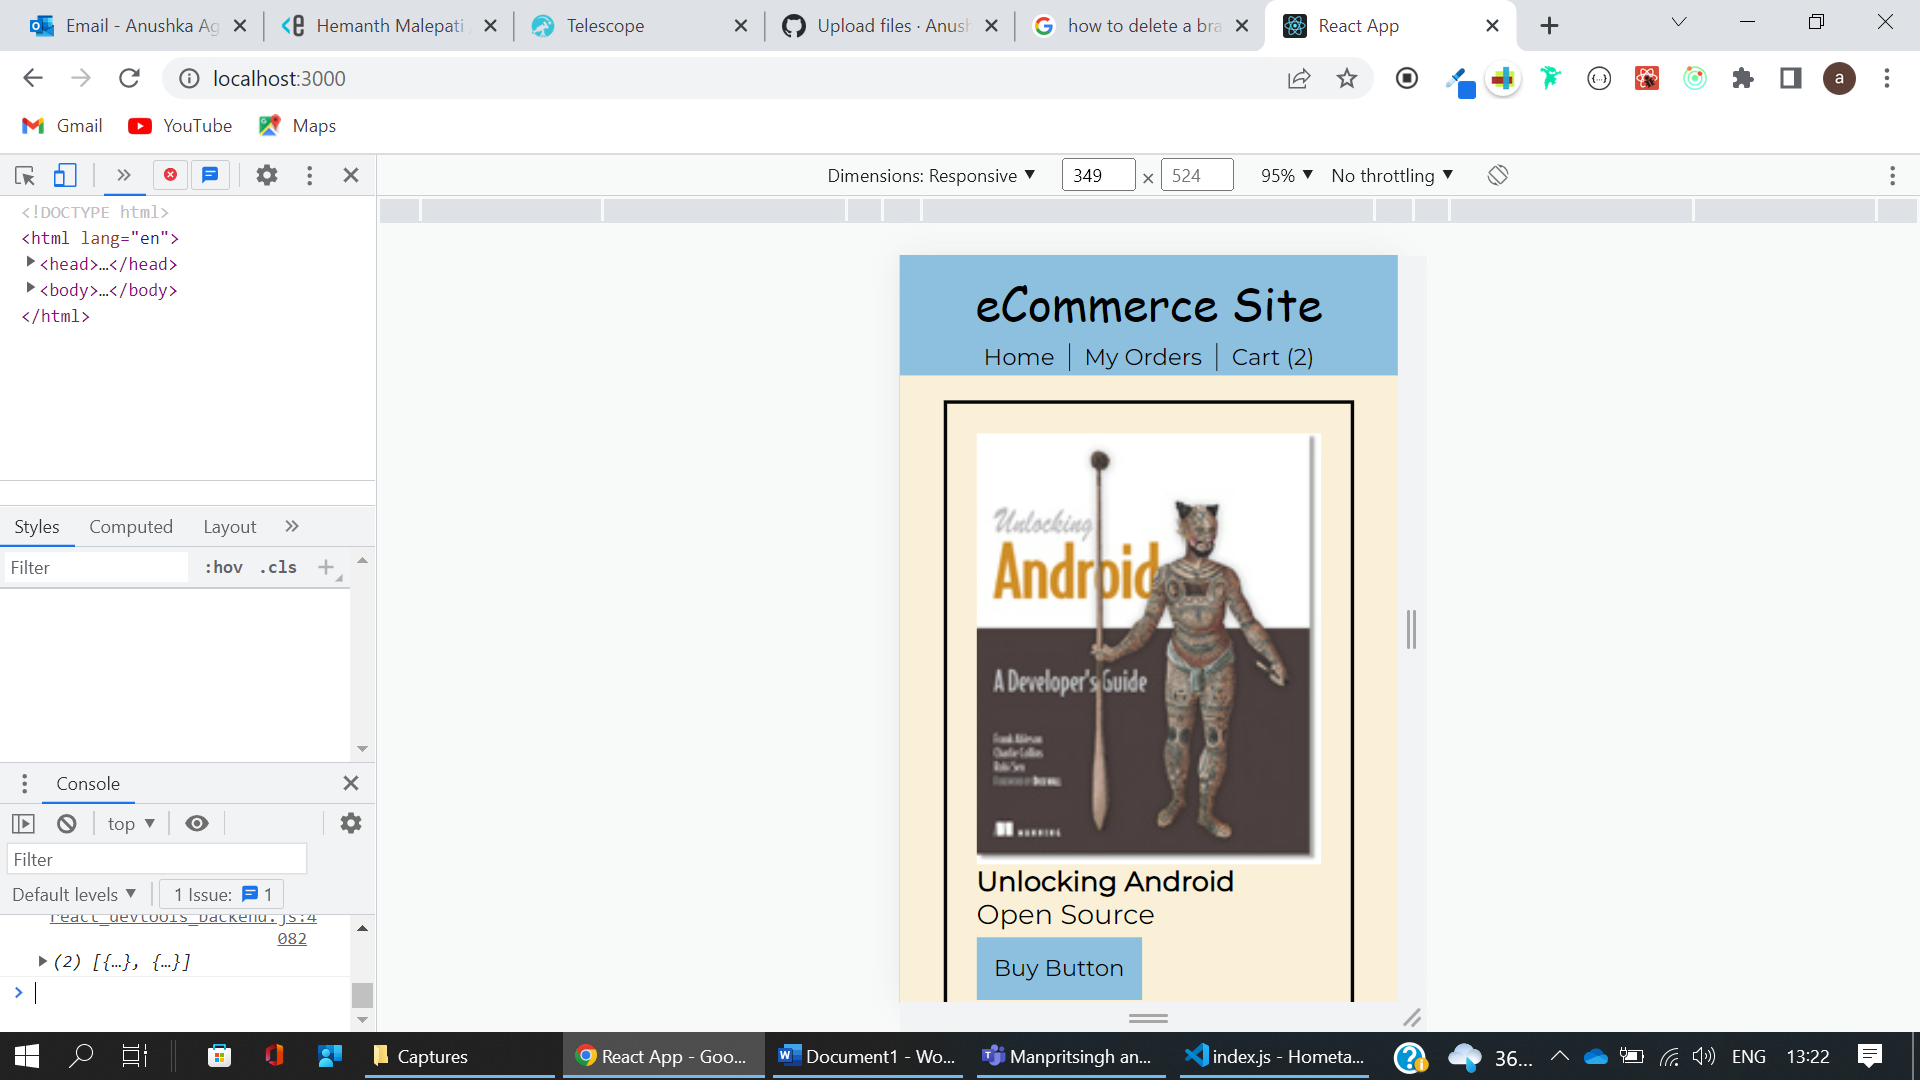 Email - Anushka Ag
Hemanth Malepati
Telescope
Upload files · Anush
how to delete a bra
React App
localhost:3000
a
Gmail
YouTube
Maps
Dimensions: Responsive
349
×
524
95%
No throttling
<!DOCTYPE html>
<html lang="en">
<head>…</head>
<body>…</body>
</html>
Styles
Computed
Layout
Filter
:hov
.cls
Console
top
Filter
Default levels
1 Issue:
1
react_devtools_backend.js:4
082
(2) [{…}, {…}]
eCommerce Site
Home
My Orders
Cart (2)
Unlocking
Android
A Developer's Guide
MANNING
Unlocking Android
Open Source
Buy Button
Captures
React App - Goo...
Document1 - Wo...
Manpritsingh an...
index.js - Hometa...
36...
ENG
13:22